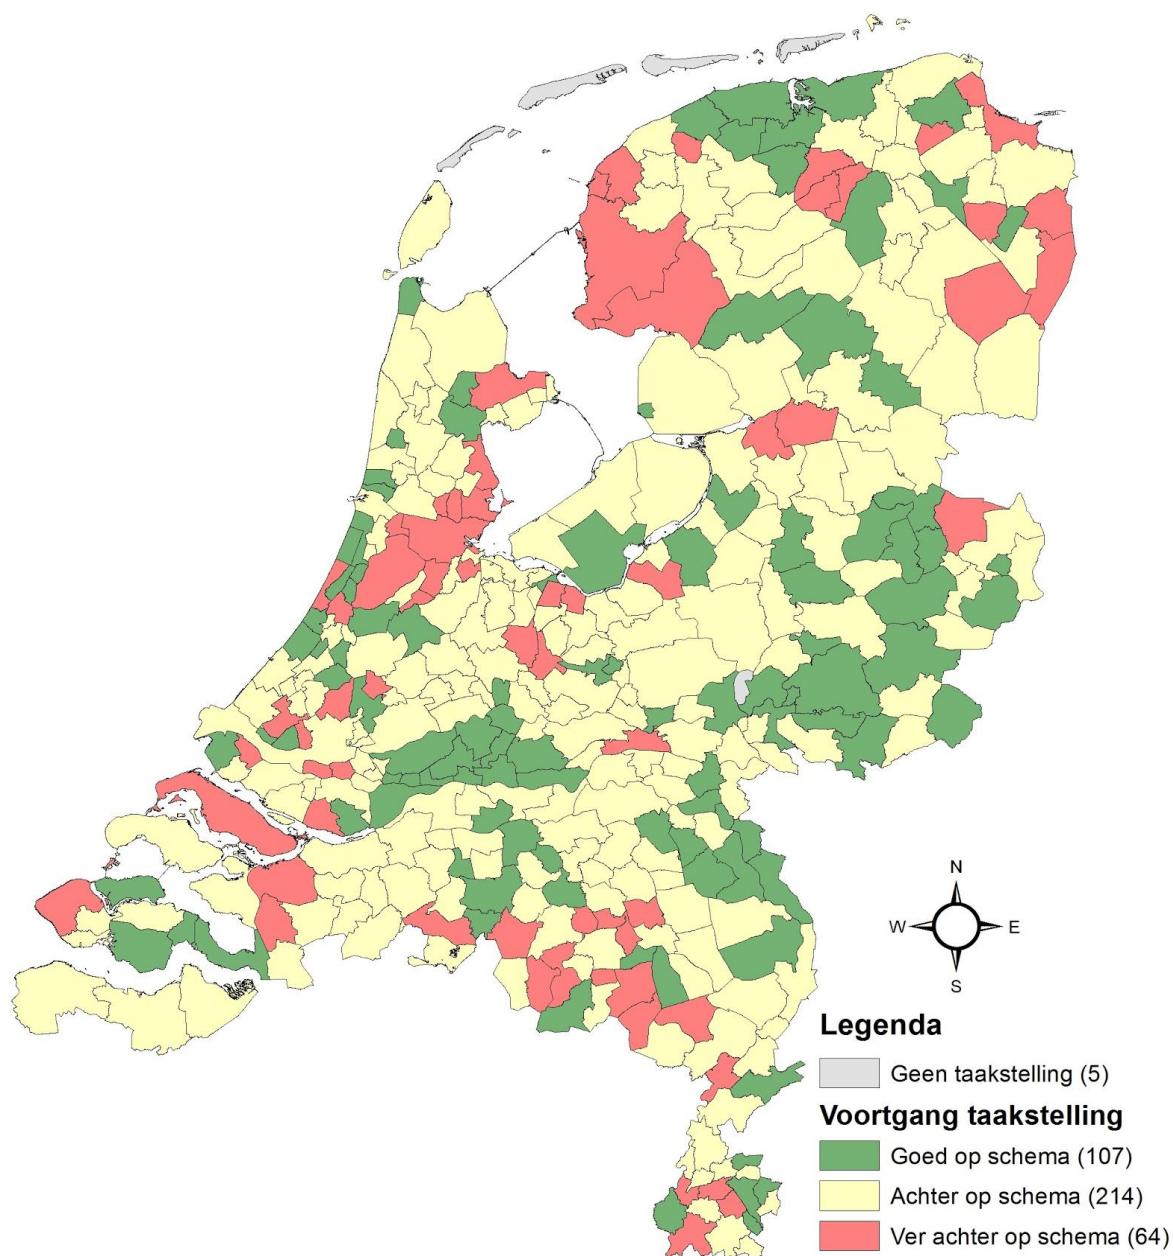 N
W E
S
Legenda
Geen taakstelling (5)
Voortgang taakstelling
Goed op schema (107)
Achter op schema (214)
Ver achter op schema (64)